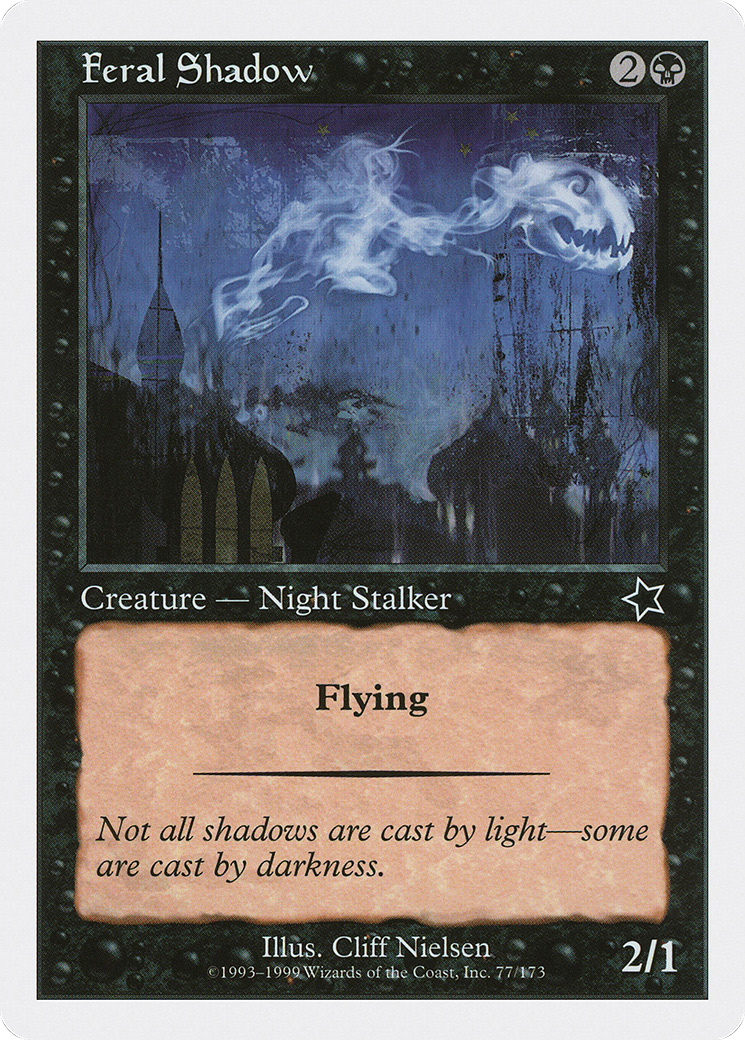 Feral Shadow 2
Creature — Night Stalker
Flying
Not all shadows are cast by light—some
are cast by darkness.
Illus. Cliff Nielsen
©1993–1999 Wizards of the Coast, Inc. 77/173
2/1